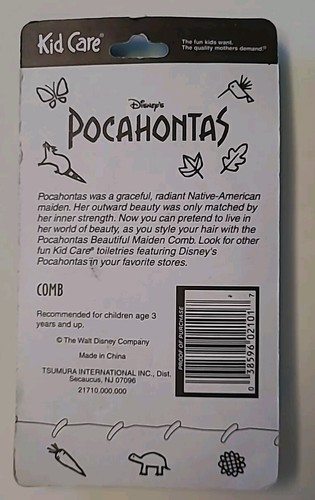 Kid Care®
The fun kids want.
The quality mothers demand.®
Disney's
POCAHONTAS
Pocahontas was a graceful, radiant Native-American
maiden. Her outward beauty was only matched by
her inner strength. Now you can pretend to live in
her world of beauty, as you style your hair with the
Pocahontas Beautiful Maiden Comb. Look for other
fun Kid Care® toiletries featuring Disney's
Pocahontas in your favorite stores.
COMB
Recommended for children age 3
years and up.
© The Walt Disney Company
Made in China
TSUMURA INTERNATIONAL INC., Dist.
Secaucus, NJ 07096
21710.000.000
PROOF OF PURCHASE
0 38596 02101 7